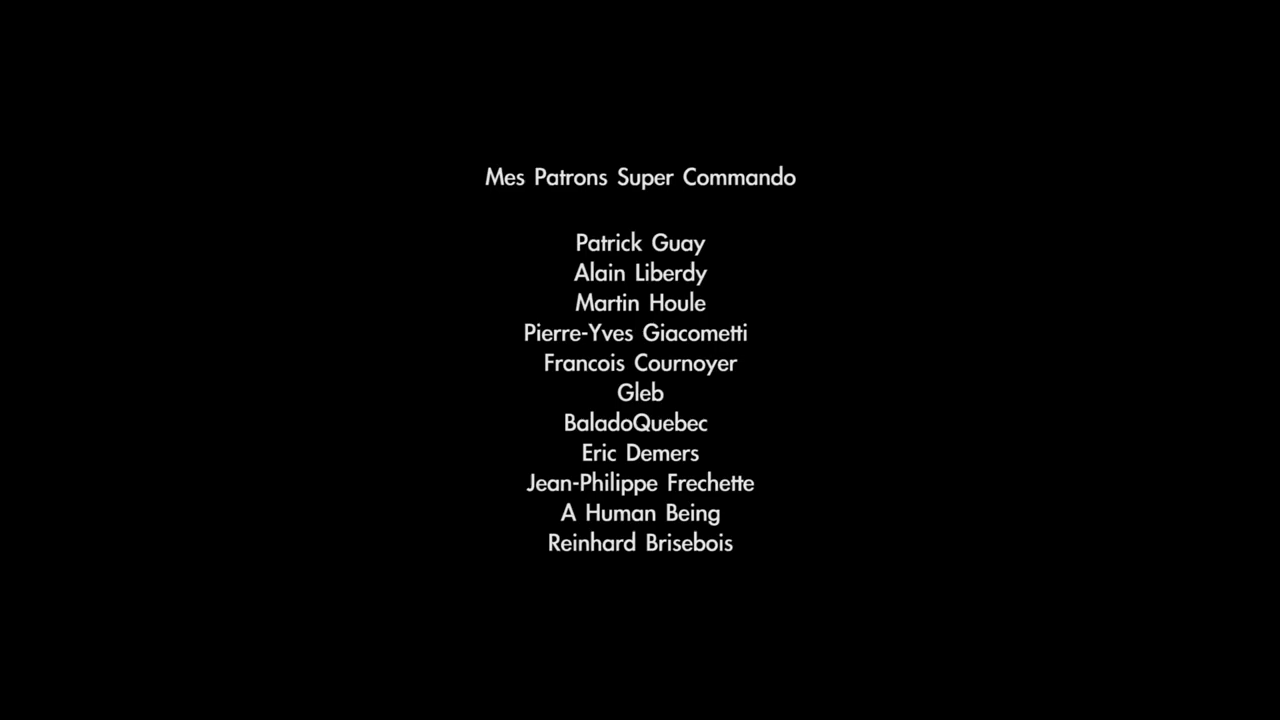 Mes Patrons Super Commando
Patrick Guay
Alain Liberdy
Martin Houle
Pierre-Yves Giacometti
Francois Cournoyer
Gleb
BaladoQuebec
Eric Demers
Jean-Philippe Frechette
A Human Being
Reinhard Brisebois